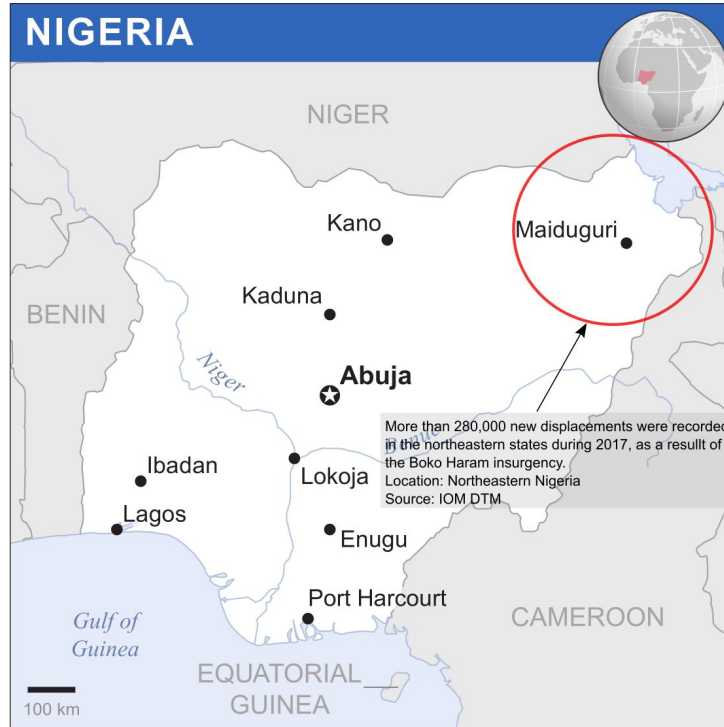 NIGERIA
NIGER
Kano
Maiduguri
Kaduna
BENIN
Niger
Abuja
More than 280,000 new displacements were recorded
in the northeastern states during 2017, as a resullt of
the Boko Haram insurgency.
Location: Northeastern Nigeria
Source: IOM DTM
Benue
Ibadan
Lokoja
Lagos
Enugu
Port Harcourt
CAMEROON
Gulf of
Guinea
EQUATORIAL
GUINEA
100 km